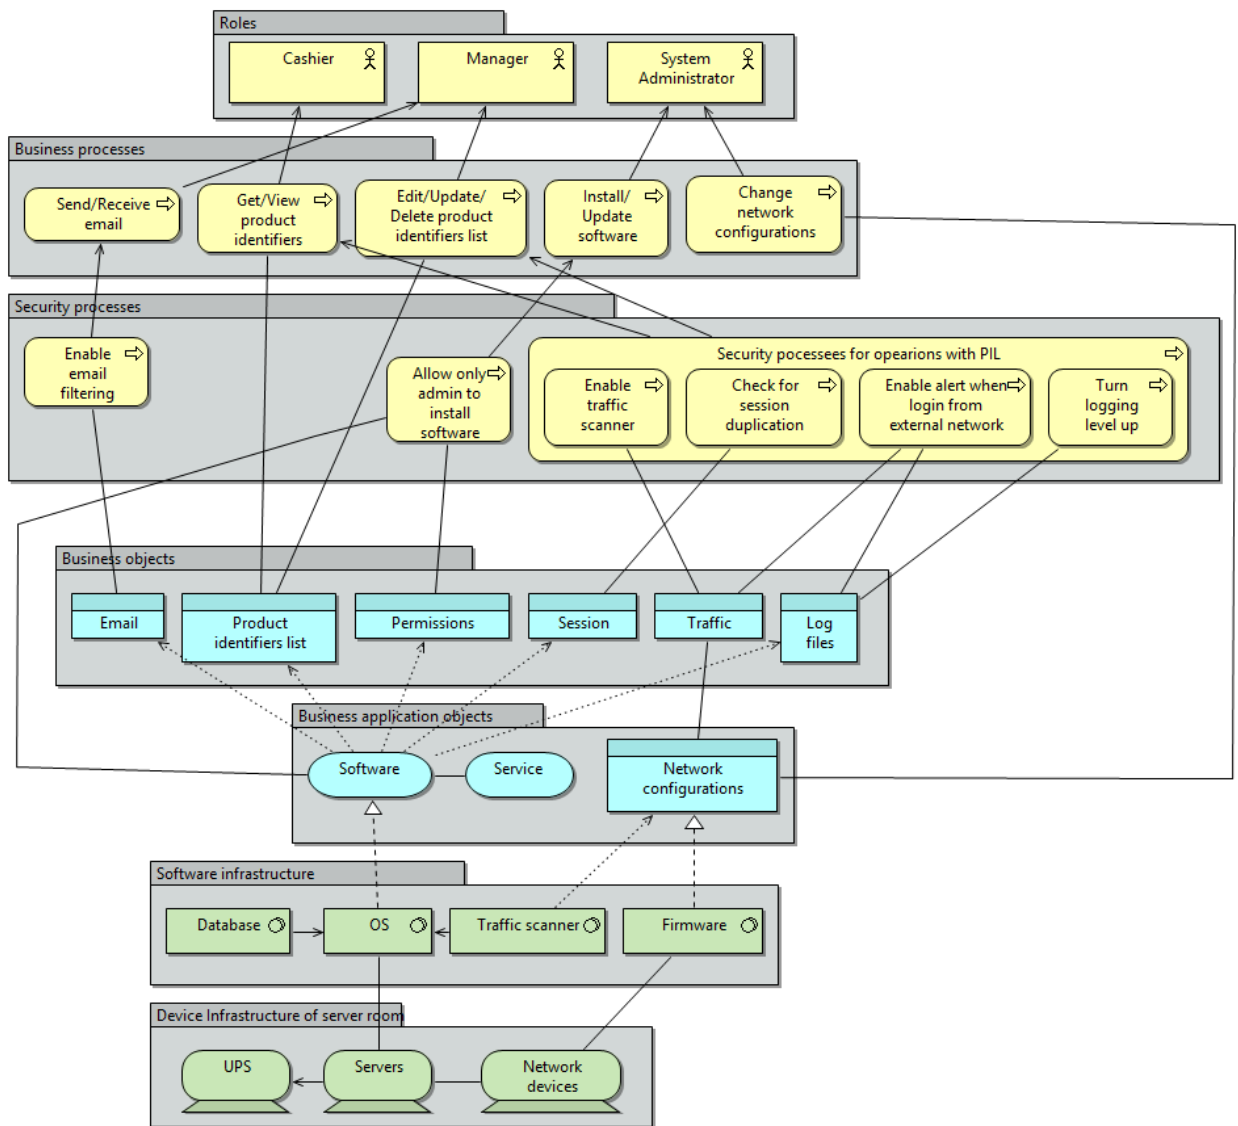 Roles
Cashier
Manager
System
Administrator
Business processes
Send/Receive
email
Get/View
product
identifiers
Edit/Update/
Delete product
identifiers list
Install/
Update
software
Change
network
configurations
Security processes
Enable
email
filtering
Allow only
admin to
install
software
Security pocessees for opearions with PIL
Enable
traffic
scanner
Check for
session
duplication
Enable alert when
login from
external network
Turn
logging
level up
Business objects
Email
Product
identifiers list
Permissions
Session
Traffic
Log
files
Business application objects
Software
Service
Network
configurations
Software infrastructure
Database
OS
Traffic scanner
Firmware
Device Infrastructure of server room
UPS
Servers
Network
devices